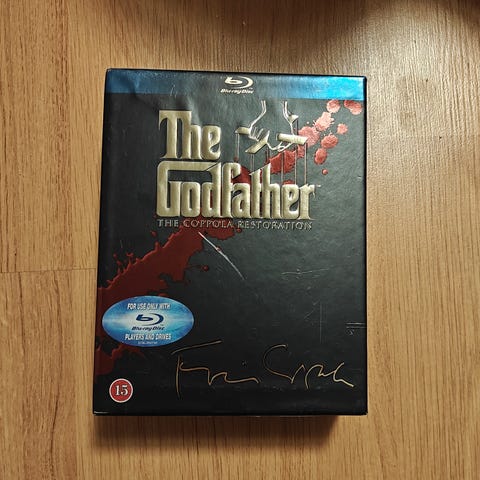 Blu-ray Disc
The
Godfather
THE COPPOLA RESTORATION
FOR USE ONLY WITH
Blu-ray Disc
PLAYERS AND DRIVES
15